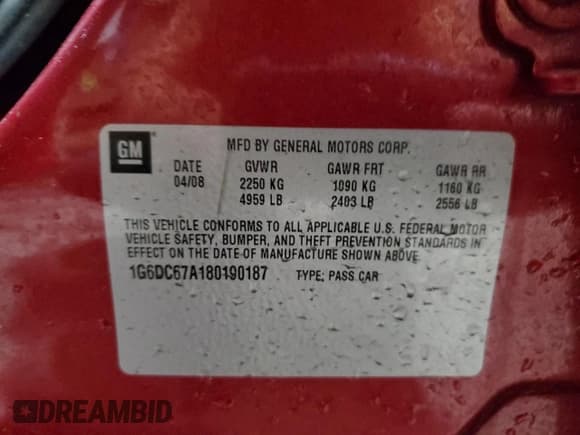 GM
MFD BY GENERAL MOTORS CORP.
DATE GVWR GAWR FRT GAWR RR
04/08 2250 KG 1090 KG 1160 KG
4959 LB 2403 LB 2556 LB
THIS VEHICLE CONFORMS TO ALL APPLICABLE U.S. FEDERAL MOTOR
VEHICLE SAFETY, BUMPER, AND THEFT PREVENTION STANDARDS IN
EFFECT ON THE DATE OF MANUFACTURE SHOWN ABOVE.
1G6DC67A180190187 TYPE: PASS CAR
DREAMBID